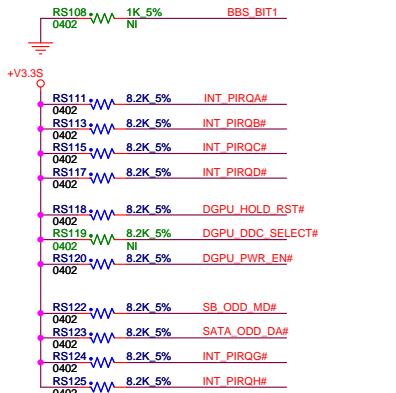 RS108 1K_5% BBS_BIT1
0402 NI
+V3.3S
RS111 8.2K_5% INT_PIRQA#
0402
RS113 8.2K_5% INT_PIRQB#
0402
RS115 8.2K_5% INT_PIRQC#
0402
RS117 8.2K_5% INT_PIRQD#
0402
RS118 8.2K_5% DGPU_HOLD_RST#
0402
RS119 8.2K_5% DGPU_DDC_SELECT#
0402 NI
RS120 8.2K_5% DGPU_PWR_EN#
0402
RS122 8.2K_5% SB_ODD_MD#
0402
RS123 8.2K_5% SATA_ODD_DA#
0402
RS124 8.2K_5% INT_PIRQG#
0402
RS125 8.2K_5% INT_PIRQH#
0402